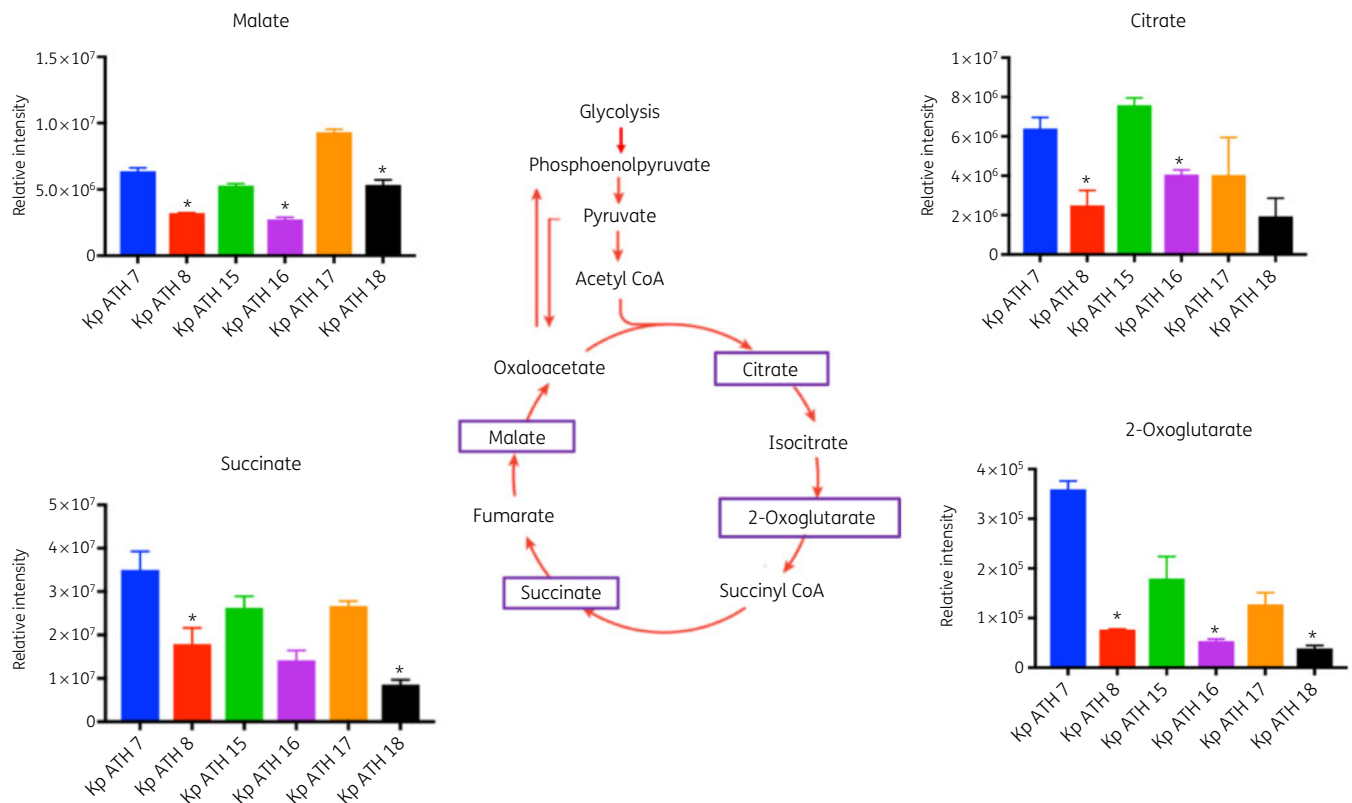 Malate
Relative intensity
1.5×10⁷
1.0×10⁷
5.0×10⁶
0
Kp ATH 7
Kp ATH 8
Kp ATH 15
Kp ATH 16
Kp ATH 17
Kp ATH 18
*
*
*
Citrate
Relative intensity
1×10⁷
8×10⁶
6×10⁶
4×10⁶
2×10⁶
0
Kp ATH 7
Kp ATH 8
Kp ATH 15
Kp ATH 16
Kp ATH 17
Kp ATH 18
*
*
Glycolysis
Phosphoenolpyruvate
Pyruvate
Acetyl CoA
Oxaloacetate
Citrate
Isocitrate
2-Oxoglutarate
Succinyl CoA
Succinate
Fumarate
Malate
Succinate
Relative intensity
5×10⁷
4×10⁷
3×10⁷
2×10⁷
1×10⁷
0
Kp ATH 7
Kp ATH 8
Kp ATH 15
Kp ATH 16
Kp ATH 17
Kp ATH 18
*
*
2-Oxoglutarate
Relative intensity
4×10⁵
3×10⁵
2×10⁵
1×10⁵
0
Kp ATH 7
Kp ATH 8
Kp ATH 15
Kp ATH 16
Kp ATH 17
Kp ATH 18
*
*
*